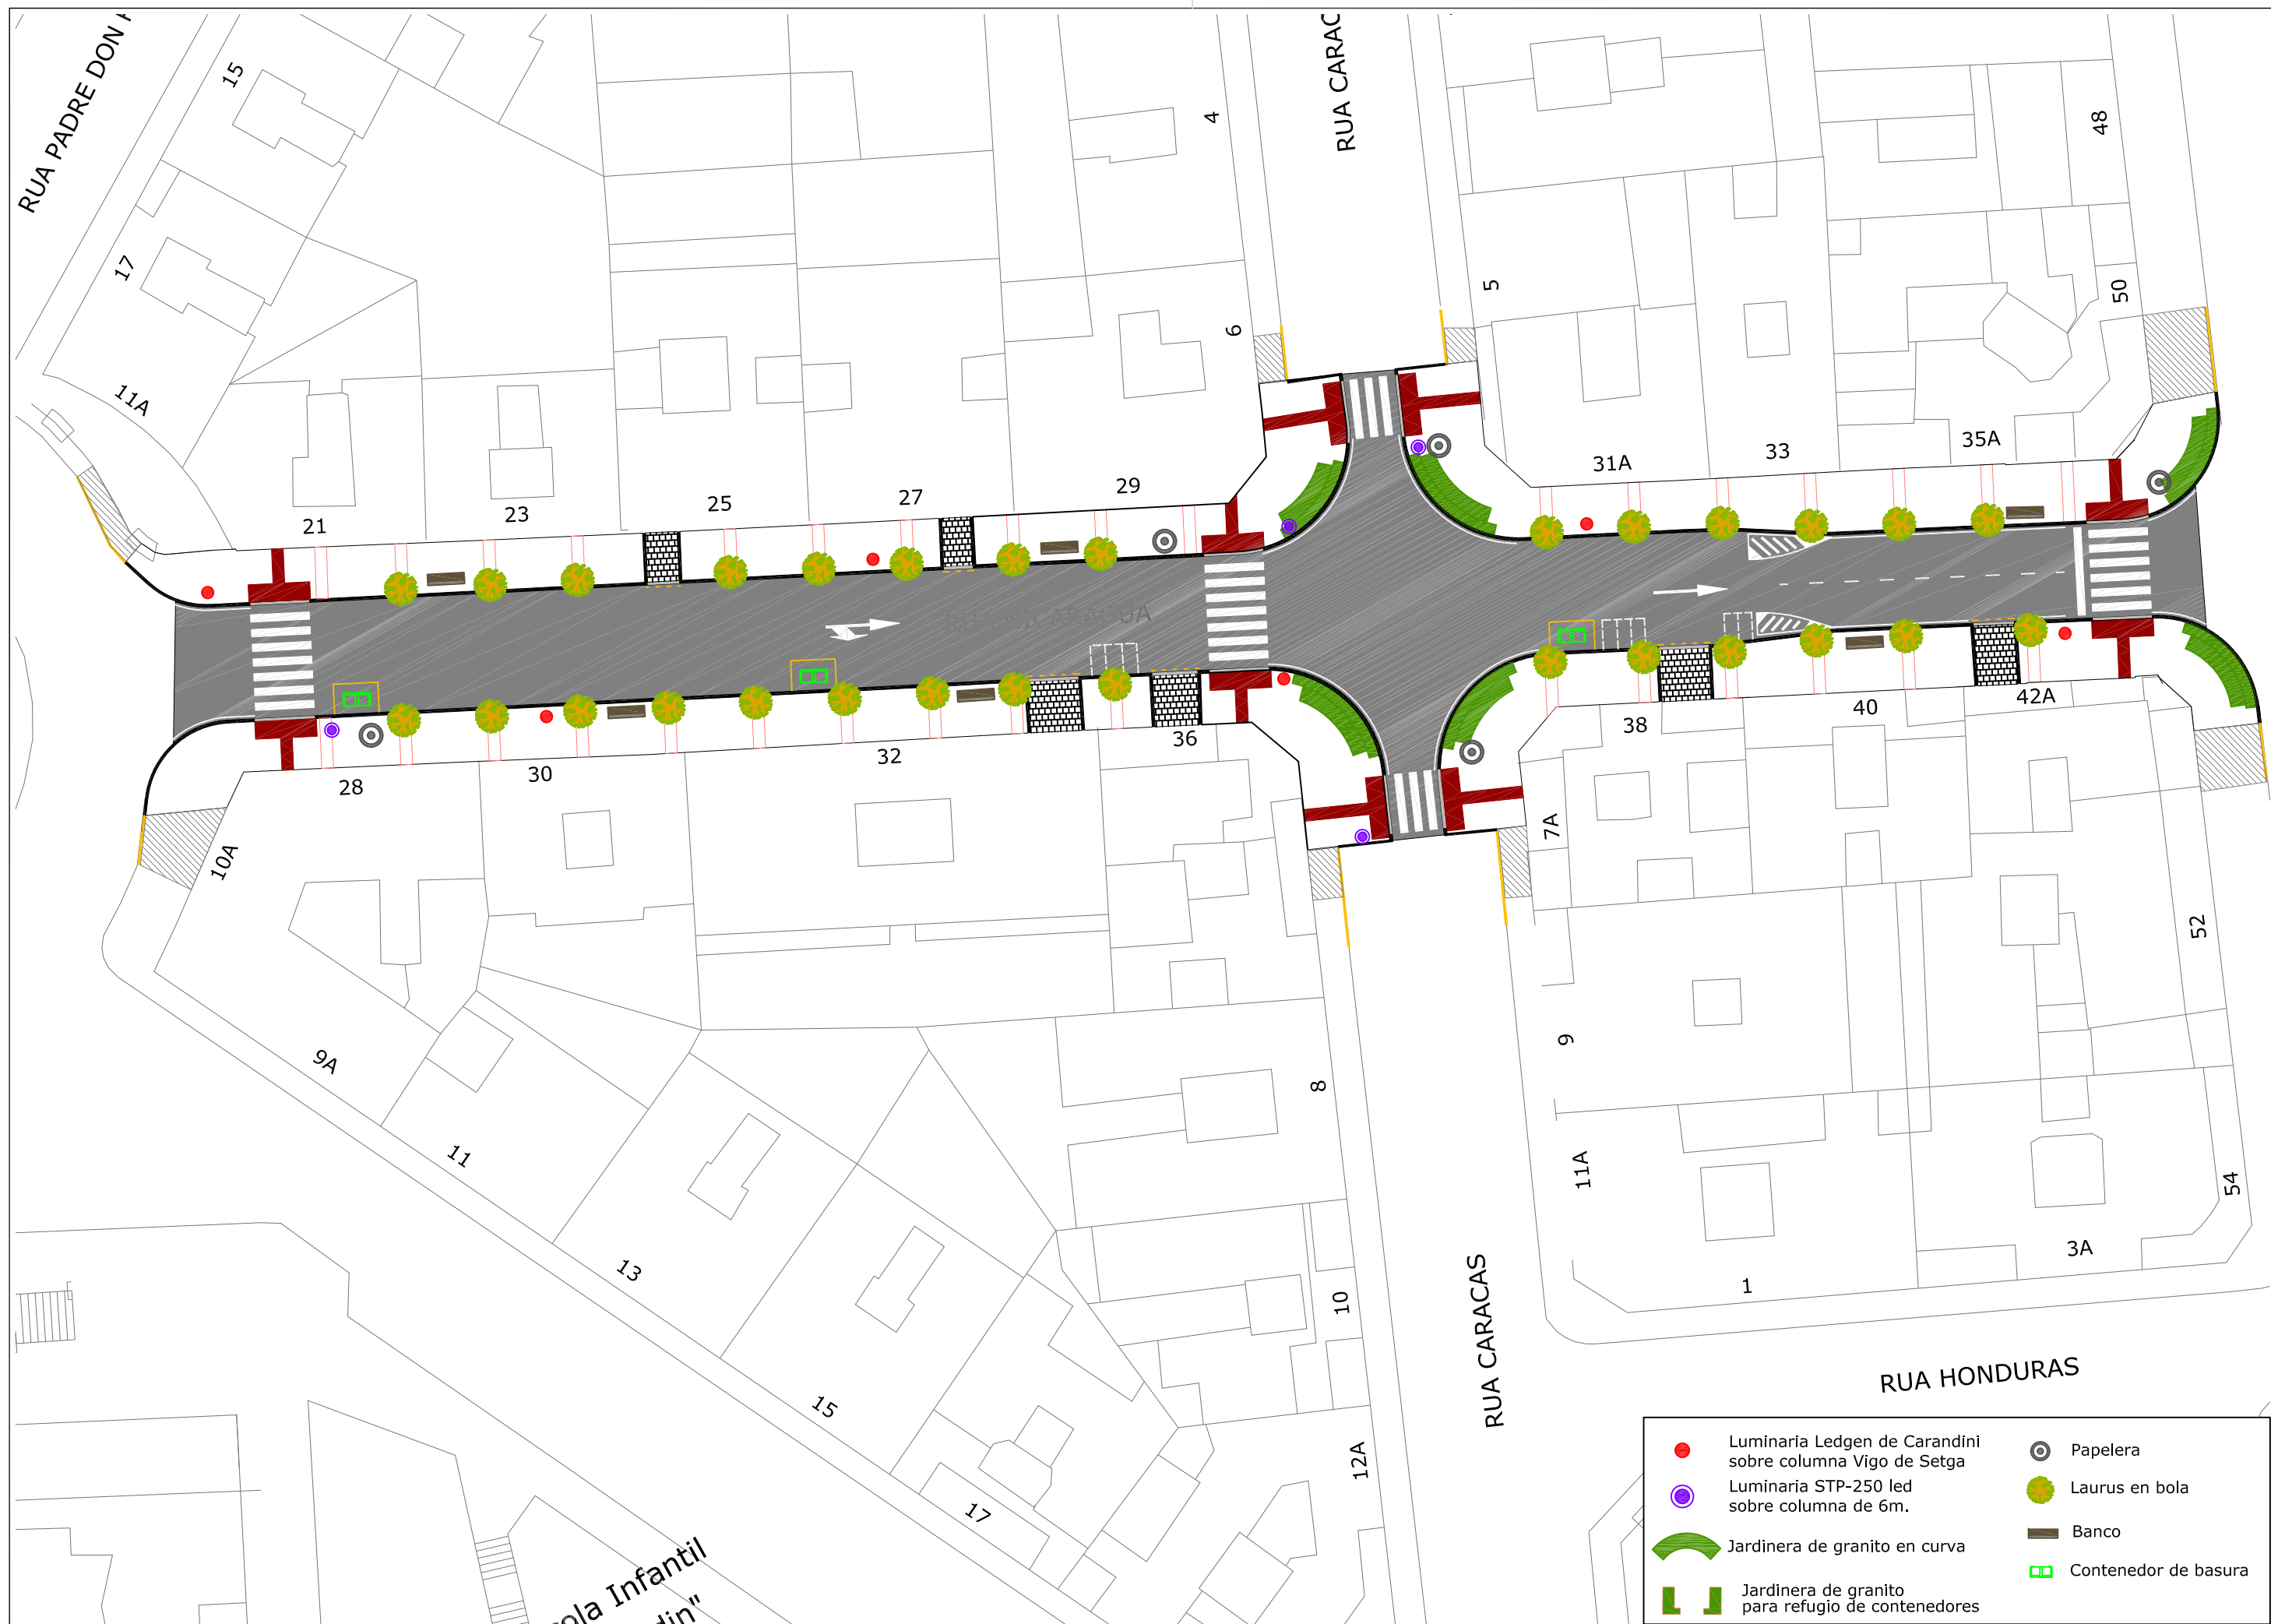 RUA PADRE DON
15
17
11A
4
6
RUA CARAC
5
48
50
21
23
25
27
29
31A
33
35A
28
30
32
36
38
40
42A
10A
7A
52
9A
11
13
15
17
8
10
12A
9
11A
54
3A
1
RUA CARACAS
RUA HONDURAS
ola Infantil
din"
Luminaria Ledgen de Carandini
sobre columna Vigo de Setga
Luminaria STP-250 led
sobre columna de 6m.
Jardinera de granito en curva
Jardinera de granito
para refugio de contenedores
Papelera
Laurus en bola
Banco
Contenedor de basura